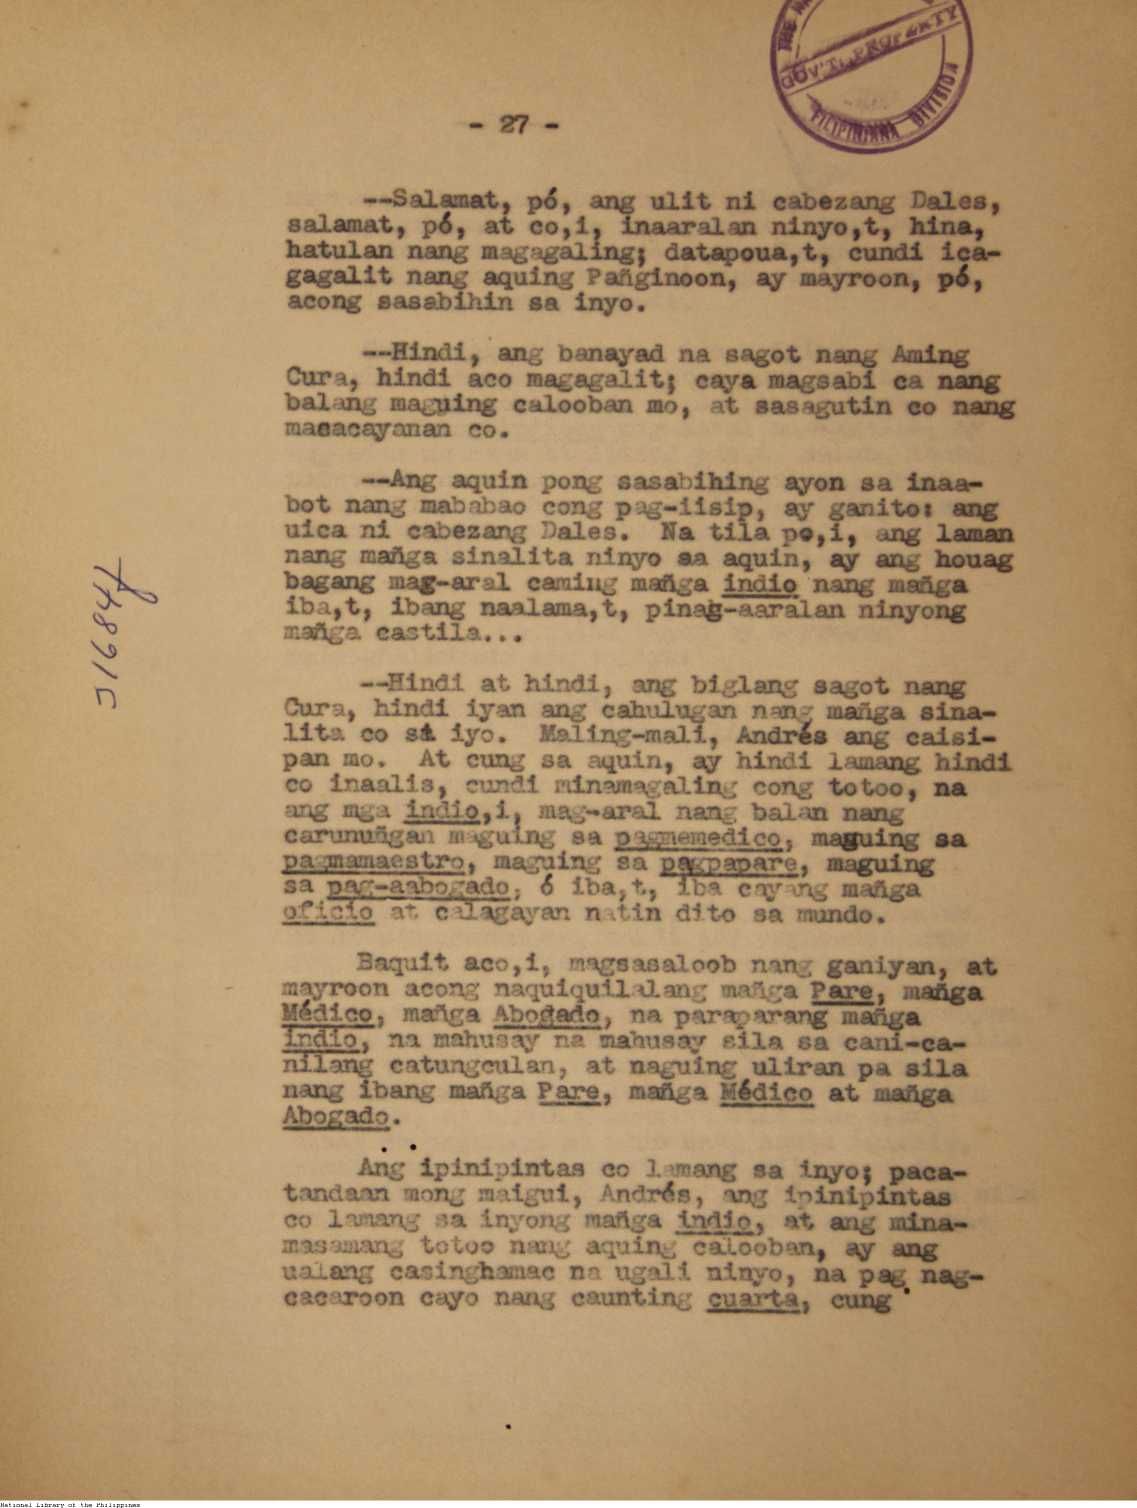 GOV'T. PROPERTY
FILIPINIANA DIVISION
- 27 -
--Salamat, pó, ang ulit ni cabezang Dales,
salamat, pó, at co,i, inaaralan ninyo,t, hina,
hatulan nang magagaling; datapoua,t, cundi ica-
gagalit nang aquing Pañginoon, ay mayroon, pó,
acong sasabihin sa inyo.
--Hindi, ang banayad na sagot nang Aming
Cura, hindi aco magagalit; caya magsabi ca nang
balang maguing calooban mo, at sasagutin co nang
masacayanan co.
--Ang aquin pong sasabihing ayon sa inaa-
bot nang mababao cong pag-iisip, ay ganito: ang
uica ni cabezang Dales.  Na tila po,i, ang laman
nang mañga sinalita ninyo sa aquin, ay ang houag
bagang mag-aral caming mañga indio nang mañga
iba,t, ibang naalama,t, pinag-aaralan ninyong
mañga castila...
--Hindi at hindi, ang biglang sagot nang
Cura, hindi iyan ang cahulugan nang mañga sina-
lita co sa iyo.  Maling-mali, Andrés ang caisi-
pan mo.  At cung sa aquin, ay hindi lamang hindi
co inaalis, cundi minamagaling cong totoo, na
ang mga indio,i, mag-aral nang balan nang
carunuñgan maguing sa pagmemedico, maguing sa
pagmamaestro, maguing sa pagpapare, maguing
sa pag-aabogado, ó iba,t, iba cayang mañga
oficio at calagayan natin dito sa mundo.
Baquit aco,i, magsasaloob nang ganiyan, at
mayroon acong naquiquilalang mañga Pare, mañga
Médico, mañga Abogado, na paraparang mañga
indio, na mahusay na mahusay sila sa cani-ca-
nilang catungculan, at naguing uliran pa sila
nang ibang mañga Pare, mañga Médico at mañga
Abogado.
Ang ipinipintas co lamang sa inyo; paca-
tandaan mong maigui, Andrés, ang ipinipintas
co lamang sa inyong mañga indio, at ang mina-
masamang totoo nang aquing calooban, ay ang
ualang casinghamac na ugali ninyo, na pag nag-
cacaroon cayo nang caunting cuarta, cung
J1684f
National Library of the Philippines